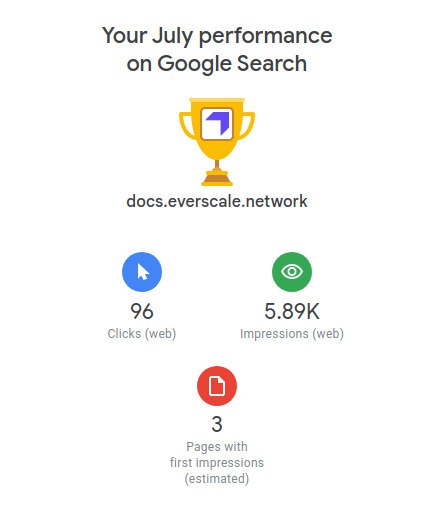 Your July performance
on Google Search
docs.everscale.network
96
Clicks (web)
5.89K
Impressions (web)
3
Pages with
first impressions
(estimated)